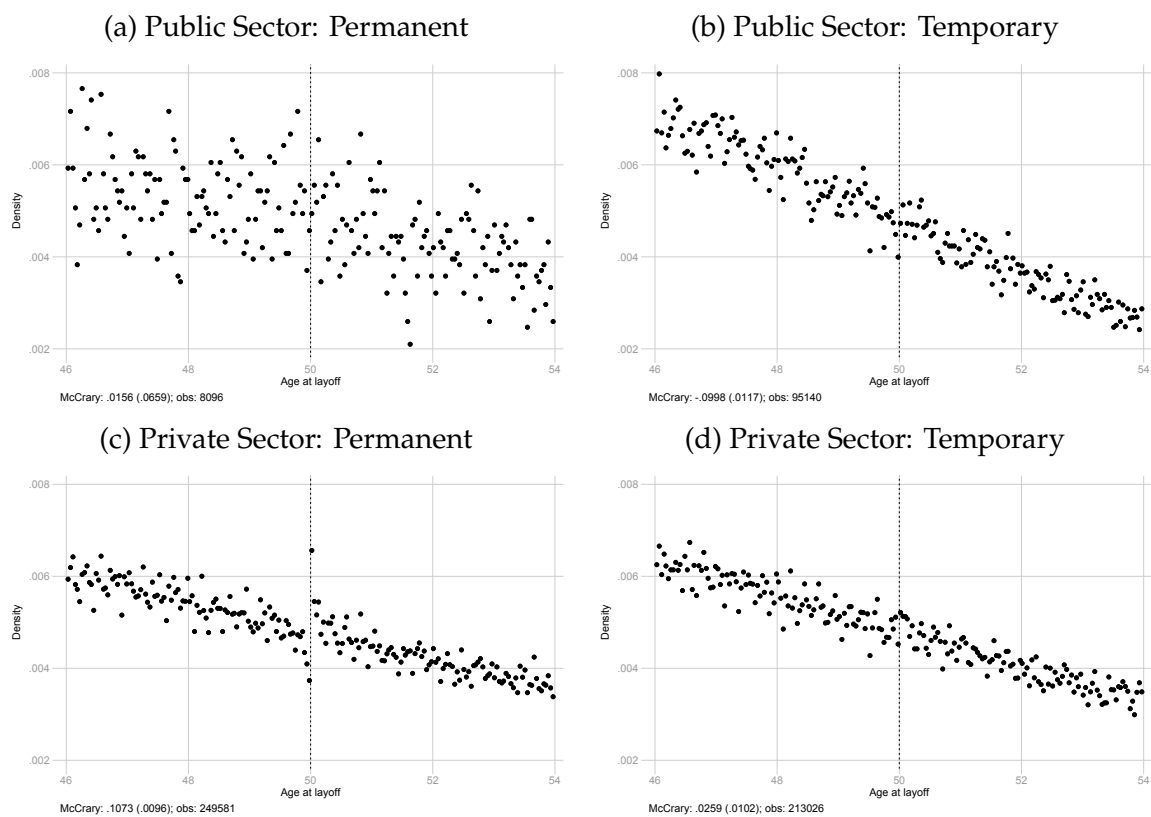 (a) Public Sector: Permanent
.008
.006
.004
.002
Density
46 48 50 52 54
Age at layoff
McCrary: .0156 (.0659); obs: 8096
(b) Public Sector: Temporary
.008
.006
.004
.002
Density
46 48 50 52 54
Age at layoff
McCrary: -.0998 (.0117); obs: 95140
(c) Private Sector: Permanent
.008
.006
.004
.002
Density
46 48 50 52 54
Age at layoff
McCrary: .1073 (.0096); obs: 249581
(d) Private Sector: Temporary
.008
.006
.004
.002
Density
46 48 50 52 54
Age at layoff
McCrary: .0259 (.0102); obs: 213026